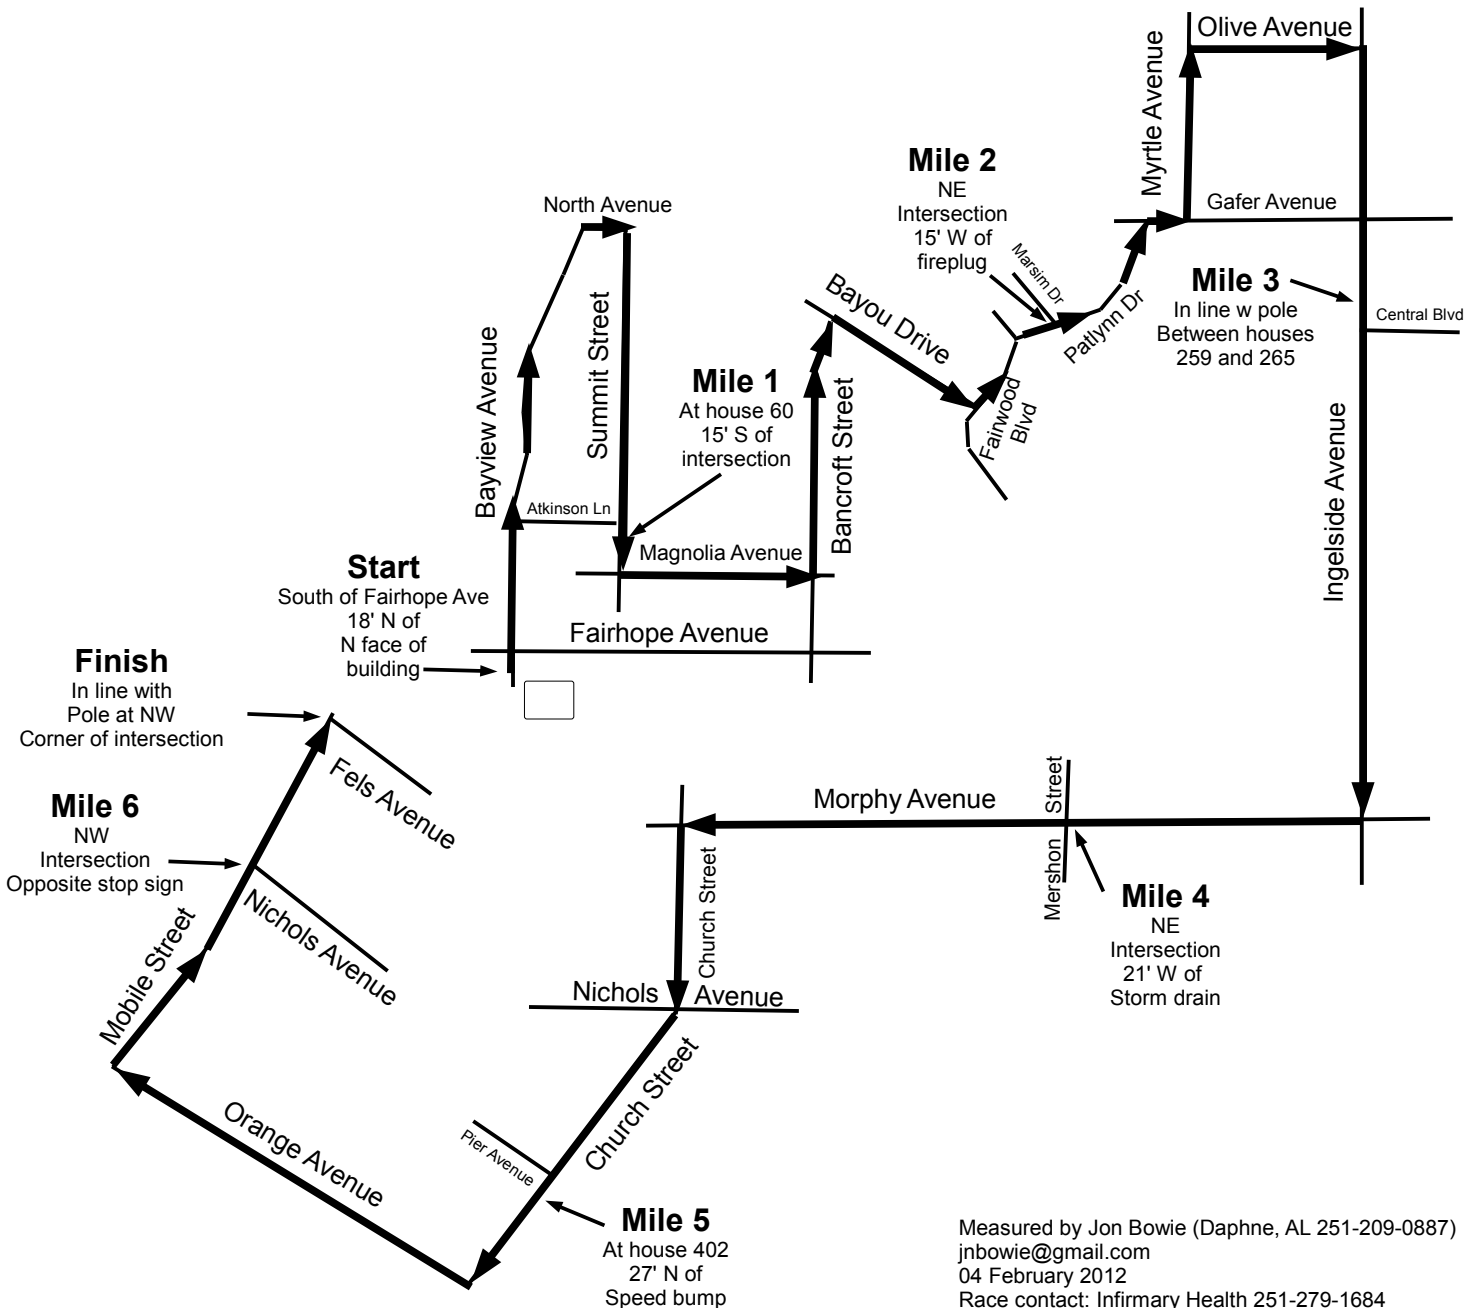 Olive Avenue
Myrtle Avenue
Mile 2
NE
Intersection
15' W of
fireplug
North Avenue
Gafer Avenue
Marsim Dr
Mile 3
In line w pole
Between houses
259 and 265
Central Blvd
Bayou Drive
Patlynn Dr
Summit Street
Bayview Avenue
Mile 1
At house 60
15' S of
intersection
Bancroft Street
Fairwood
Blvd
Ingelside Avenue
Atkinson Ln
Magnolia Avenue
Start
South of Fairhope Ave
18' N of
N face of
building
Fairhope Avenue
Finish
In line with
Pole at NW
Corner of intersection
Fels Avenue
Mile 6
NW
Intersection
Opposite stop sign
Nichols Avenue
Mobile Street
Morphy Avenue
Mershon Street
Church Street
Mile 4
NE
Intersection
21' W of
Storm drain
Nichols Avenue
Church Street
Orange Avenue
Pier Avenue
Mile 5
At house 402
27' N of
Speed bump
Measured by Jon Bowie (Daphne, AL 251-209-0887)
jnbowie@gmail.com
04 February 2012
Race contact: Infirmary Health 251-279-1684